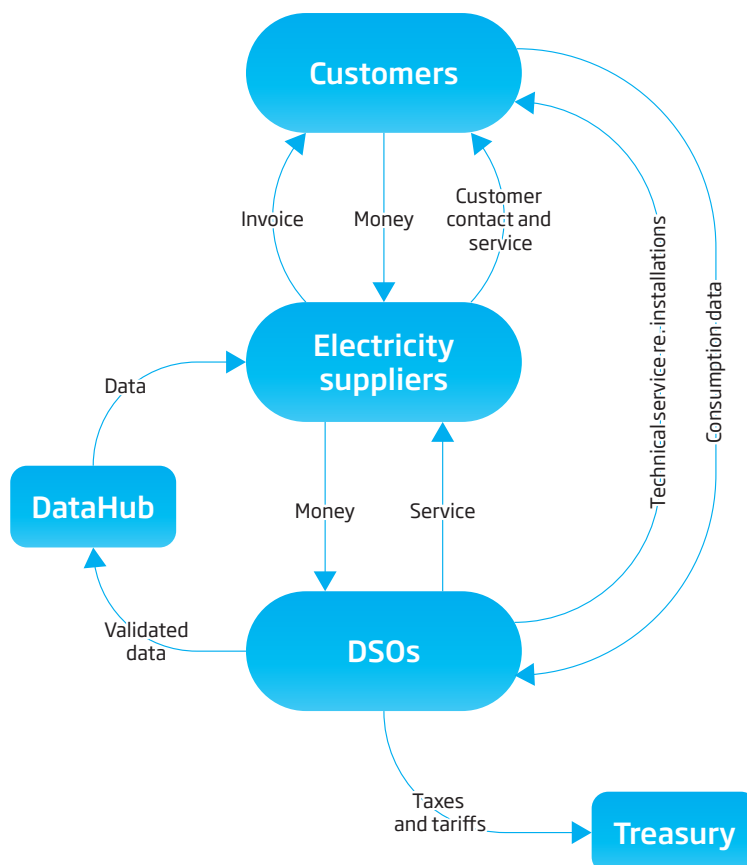 Customers
Invoice
Money
Customer
contact and
service
Technical service re. installations
Consumption data
Electricity
suppliers
Data
DataHub
Money
Service
Validated
data
DSOs
Taxes
and tariffs
Treasury